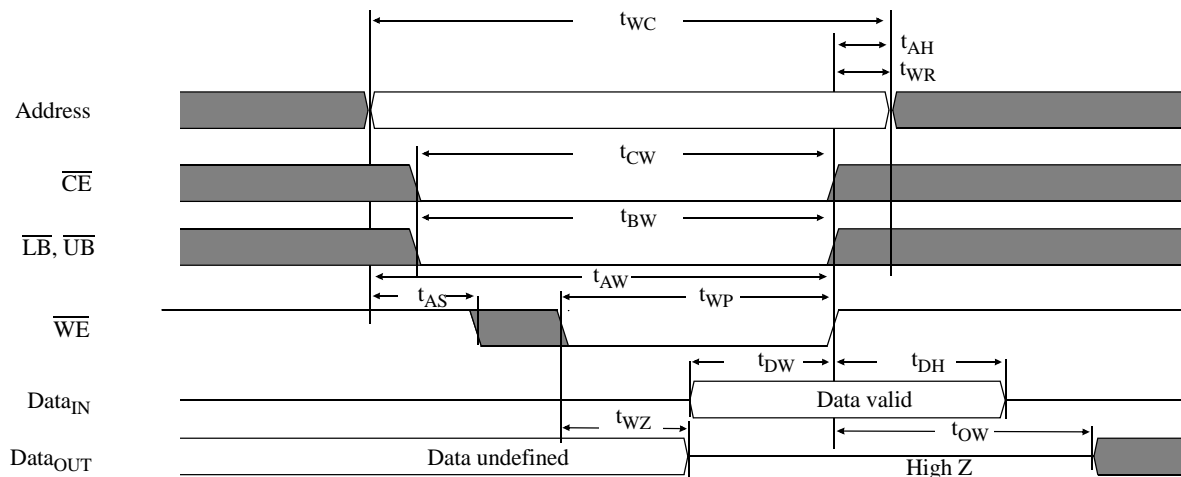 tWC
tAH
tWR
Address
tCW
CE
tBW
LB, UB
tAW
tAS
tWP
WE
tDW
tDH
DataIN
Data valid
tWZ
tOW
DataOUT
Data undefined
High Z